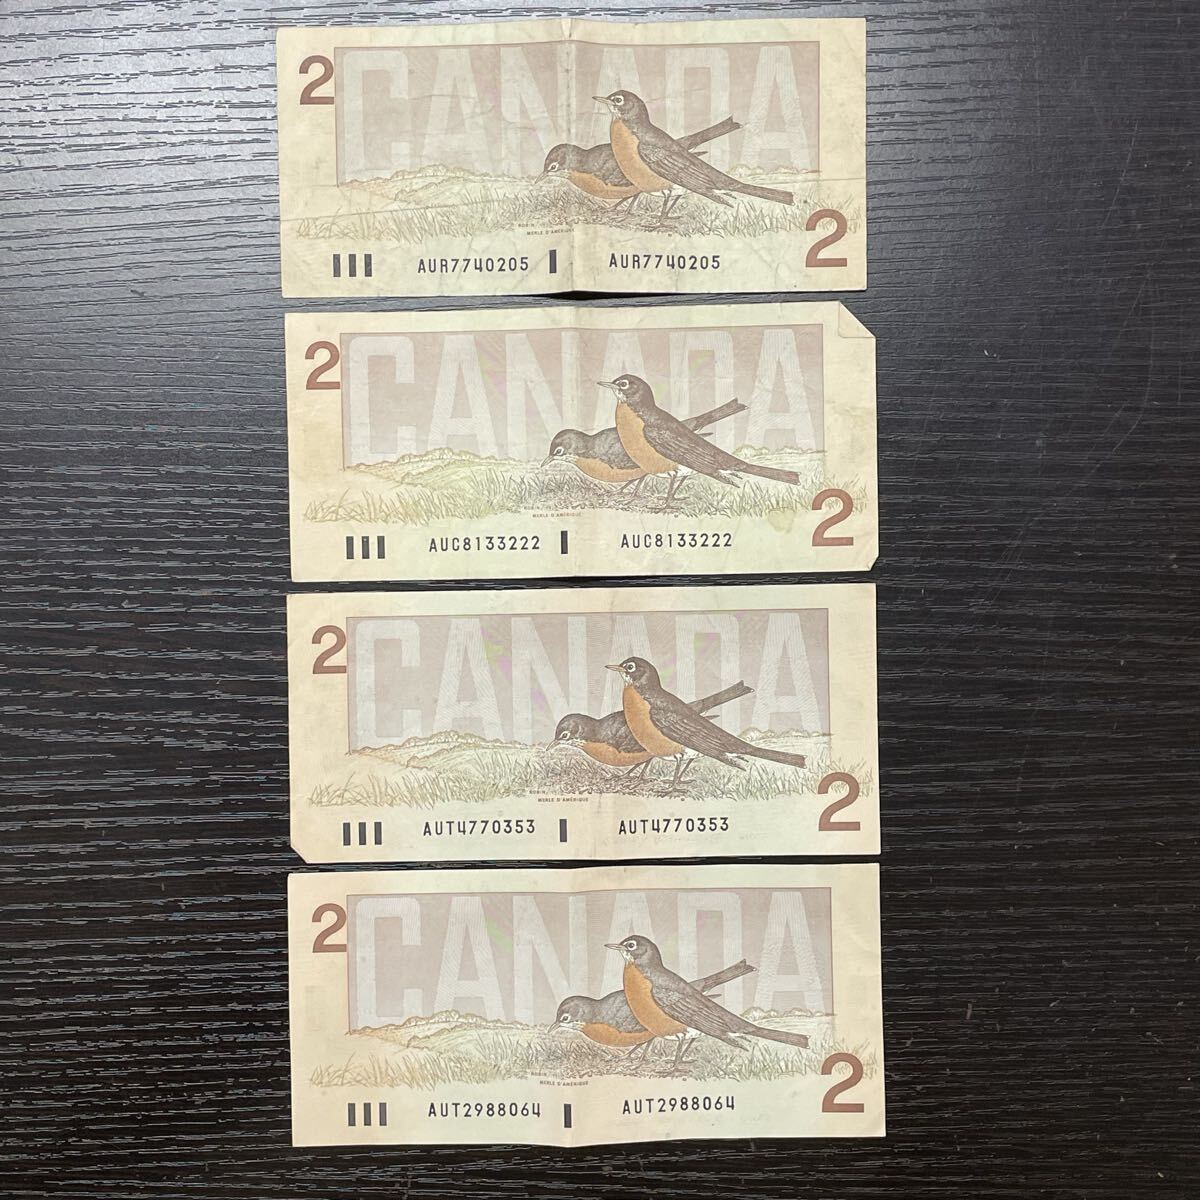 CANADA
2
ROBIN
MERLE D'AMÉRIQUE
2
AUR7740205 AUR7740205
CANADA
2
ROBIN
MERLE D'AMÉRIQUE
2
AUC8133222 AUC8133222
CANADA
2
ROBIN
MERLE D'AMÉRIQUE
2
AUT4770353 AUT4770353
CANADA
2
ROBIN
MERLE D'AMÉRIQUE
2
AUT2988064 AUT2988064